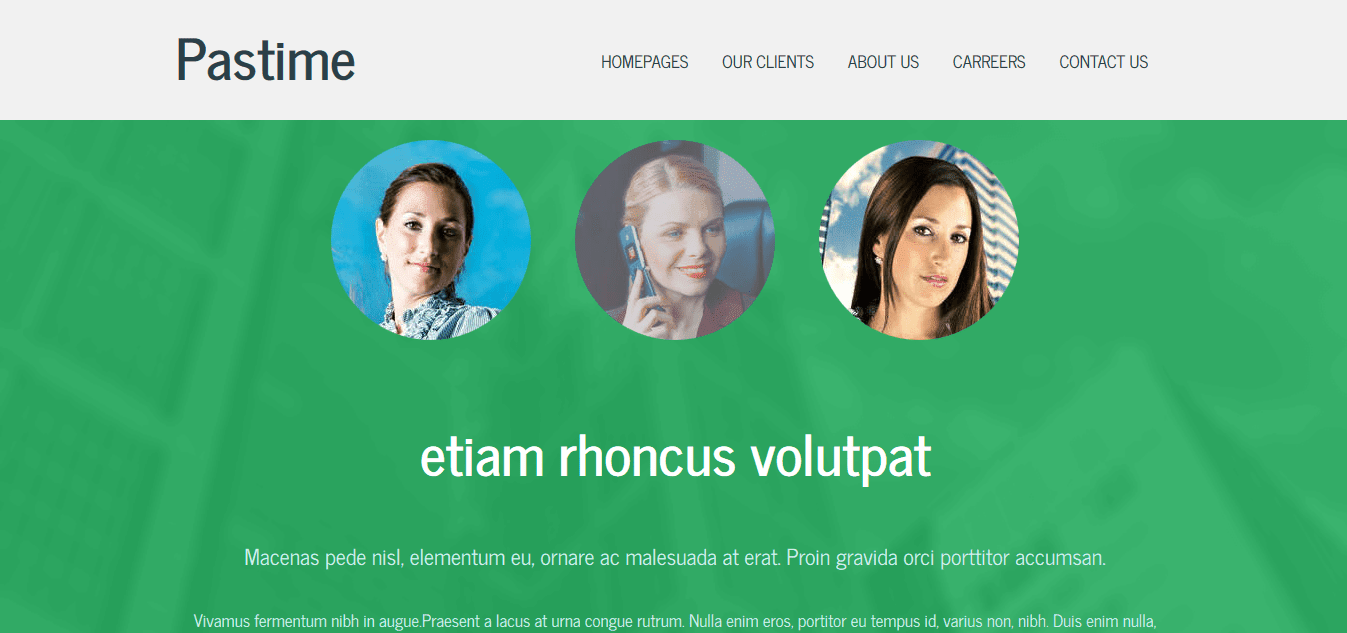 Pastime
HOMEPAGES OUR CLIENTS ABOUT US CARREERS CONTACT US
etiam rhoncus volutpat
Macenas pede nisl, elementum eu, ornare ac malesuada at erat. Proin gravida orci porttitor accumsan.
Vivamus fermentum nibh in augue.Praesent a lacus at urna congue rutrum. Nulla enim eros, portitor eu tempus id, varius non, nibh. Duis enim nulla,